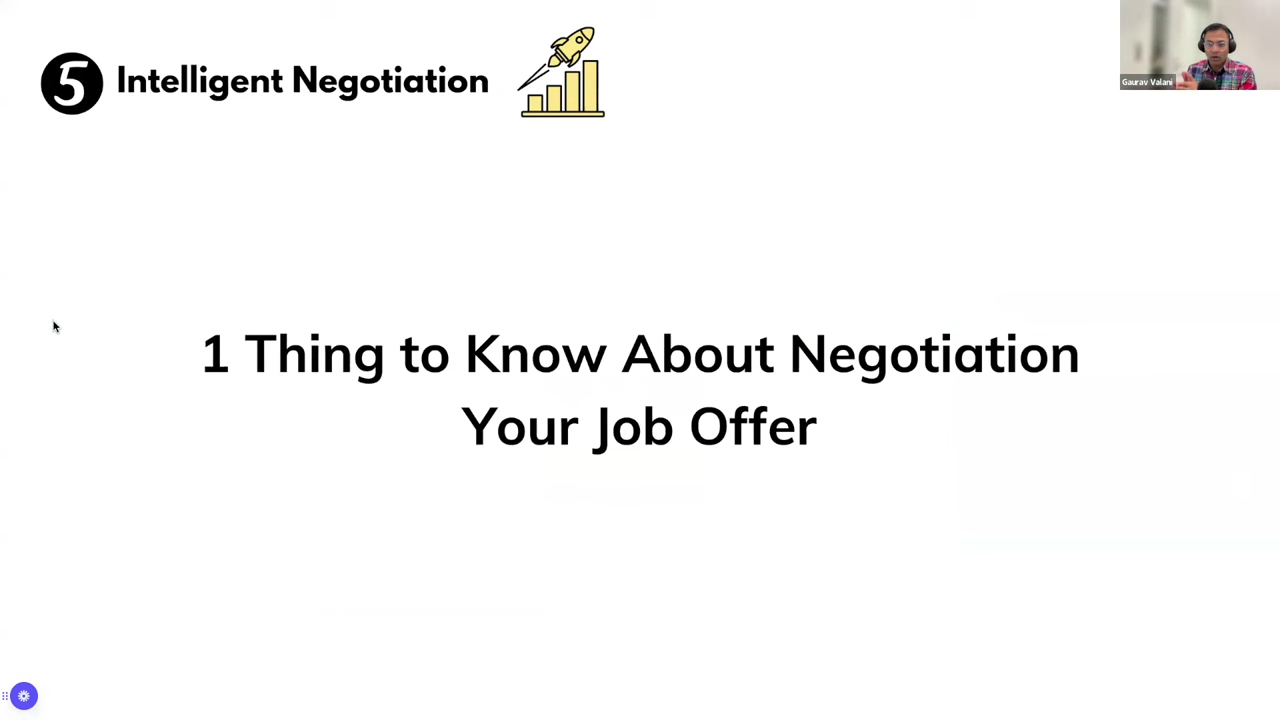 5 Intelligent Negotiation
Gaurav Valani
1 Thing to Know About Negotiation
Your Job Offer